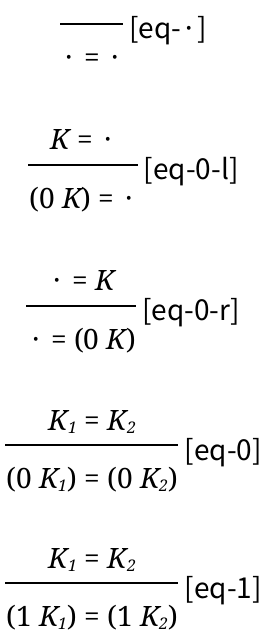 [eq-·]
· = ·
K = ·
[eq-0-l]
(0 K) = ·
· = K
[eq-0-r]
· = (0 K)
K₁ = K₂
[eq-0]
(0 K₁) = (0 K₂)
K₁ = K₂
[eq-1]
(1 K₁) = (1 K₂)